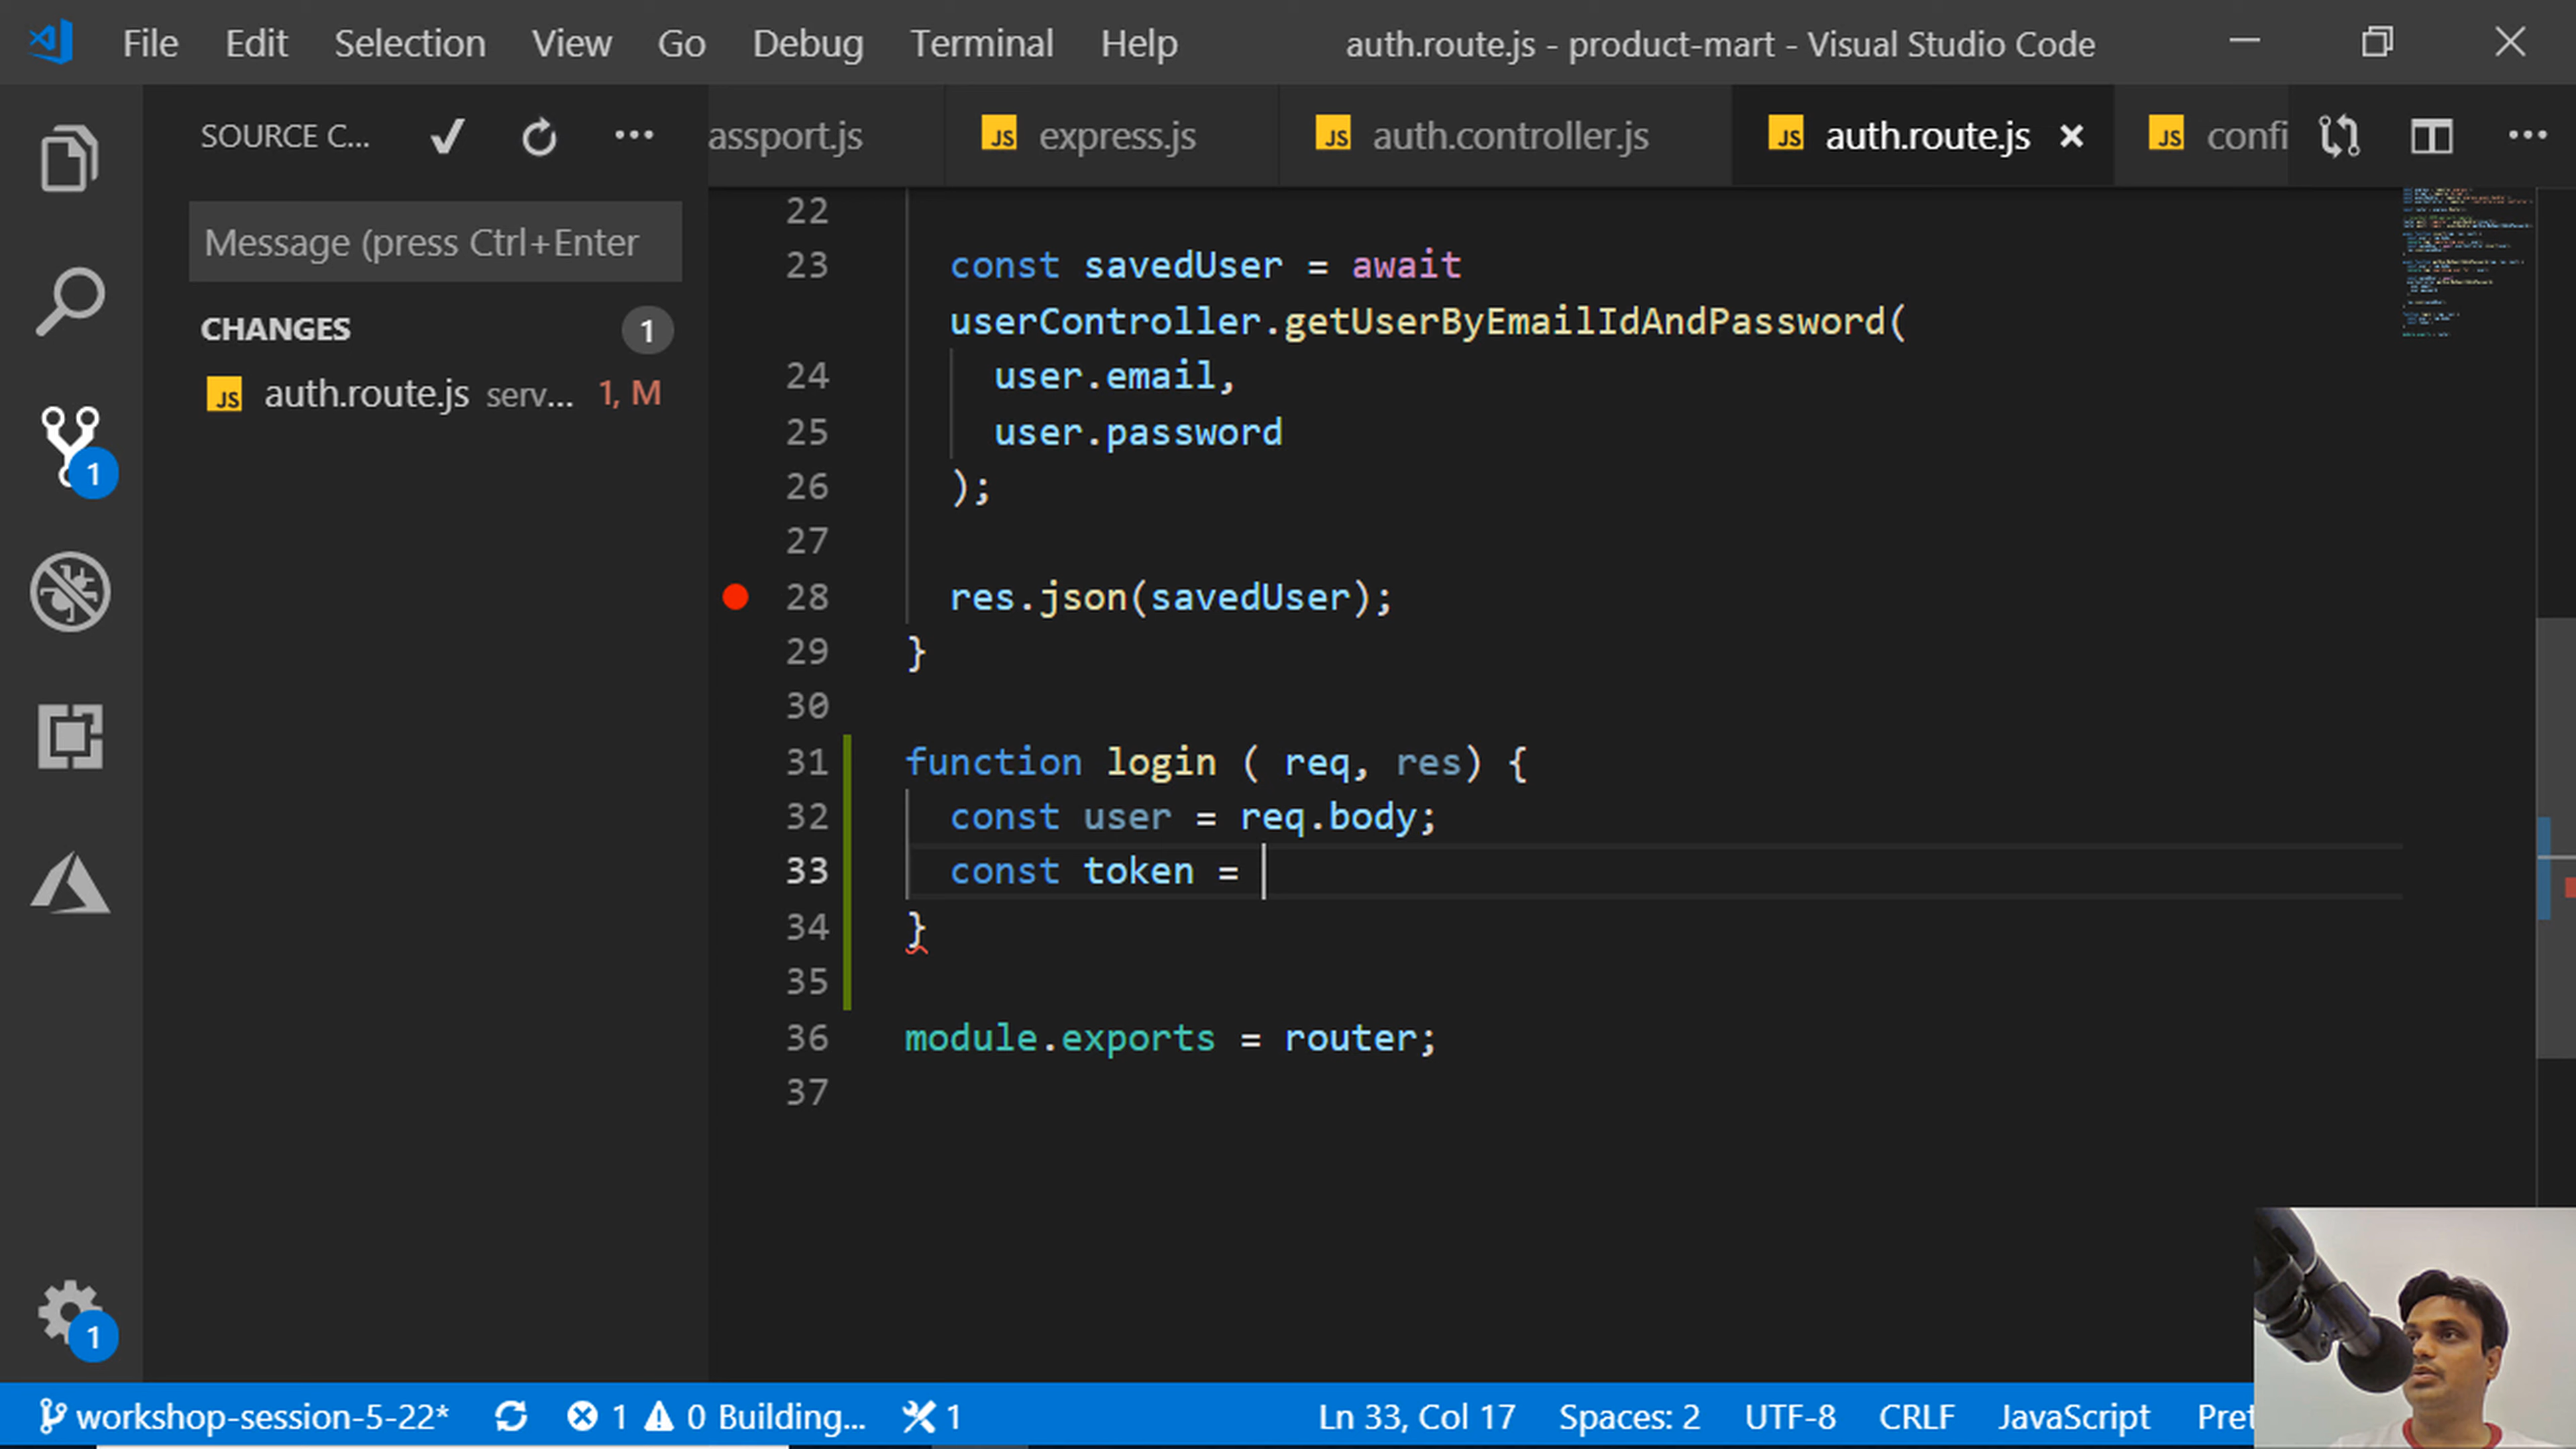 File Edit Selection View Go Debug Terminal Help auth.route.js - product-mart - Visual Studio Code
SOURCE C...
assport.js JS express.js JS auth.controller.js JS auth.route.js JS confi
Message (press Ctrl+Enter
CHANGES 1
JS auth.route.js serv... 1, M
1
1
22
23 const savedUser = await
userController.getUserByEmailIdAndPassword(
24 user.email,
25 user.password
26 );
27
28 res.json(savedUser);
29 }
30
31 function login ( req, res) {
32 const user = req.body;
33 const token =
34 }
35
36 module.exports = router;
37
workshop-session-5-22* 1 0 Building... 1 Ln 33, Col 17 Spaces: 2 UTF-8 CRLF JavaScript Pret